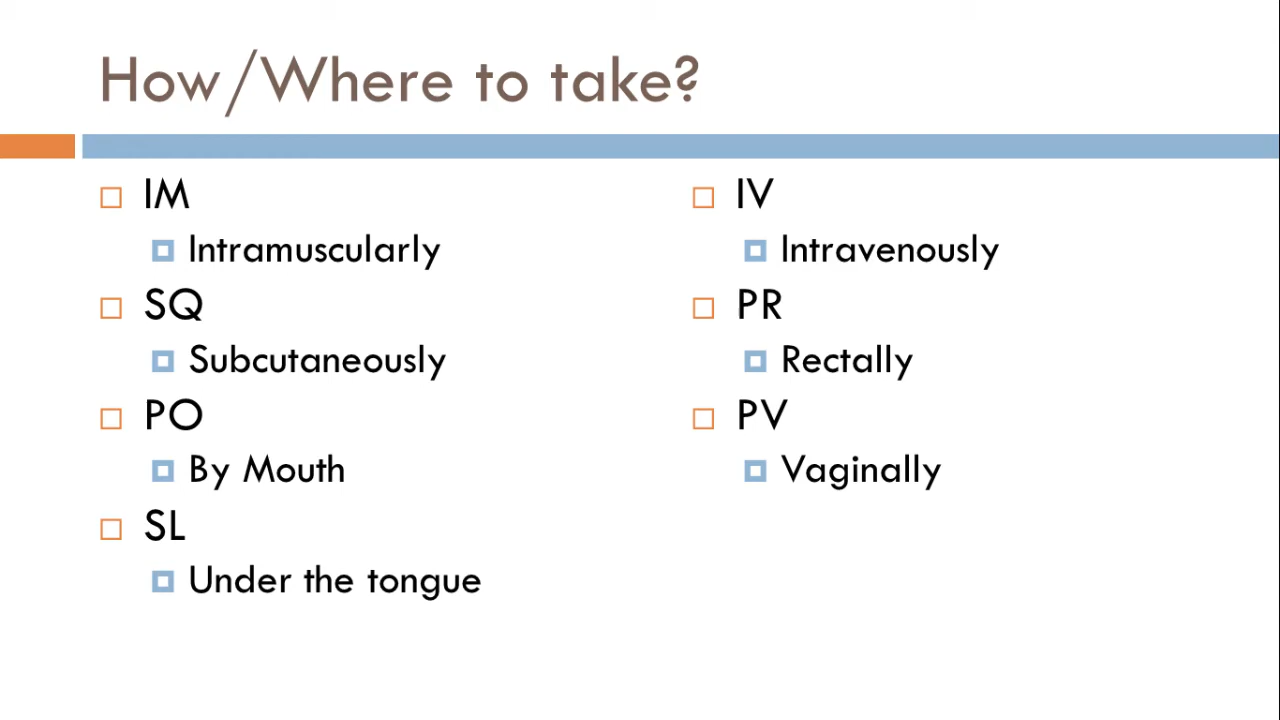 How/Where to take?
IM
Intramuscularly
SQ
Subcutaneously
PO
By Mouth
SL
Under the tongue
IV
Intravenously
PR
Rectally
PV
Vaginally